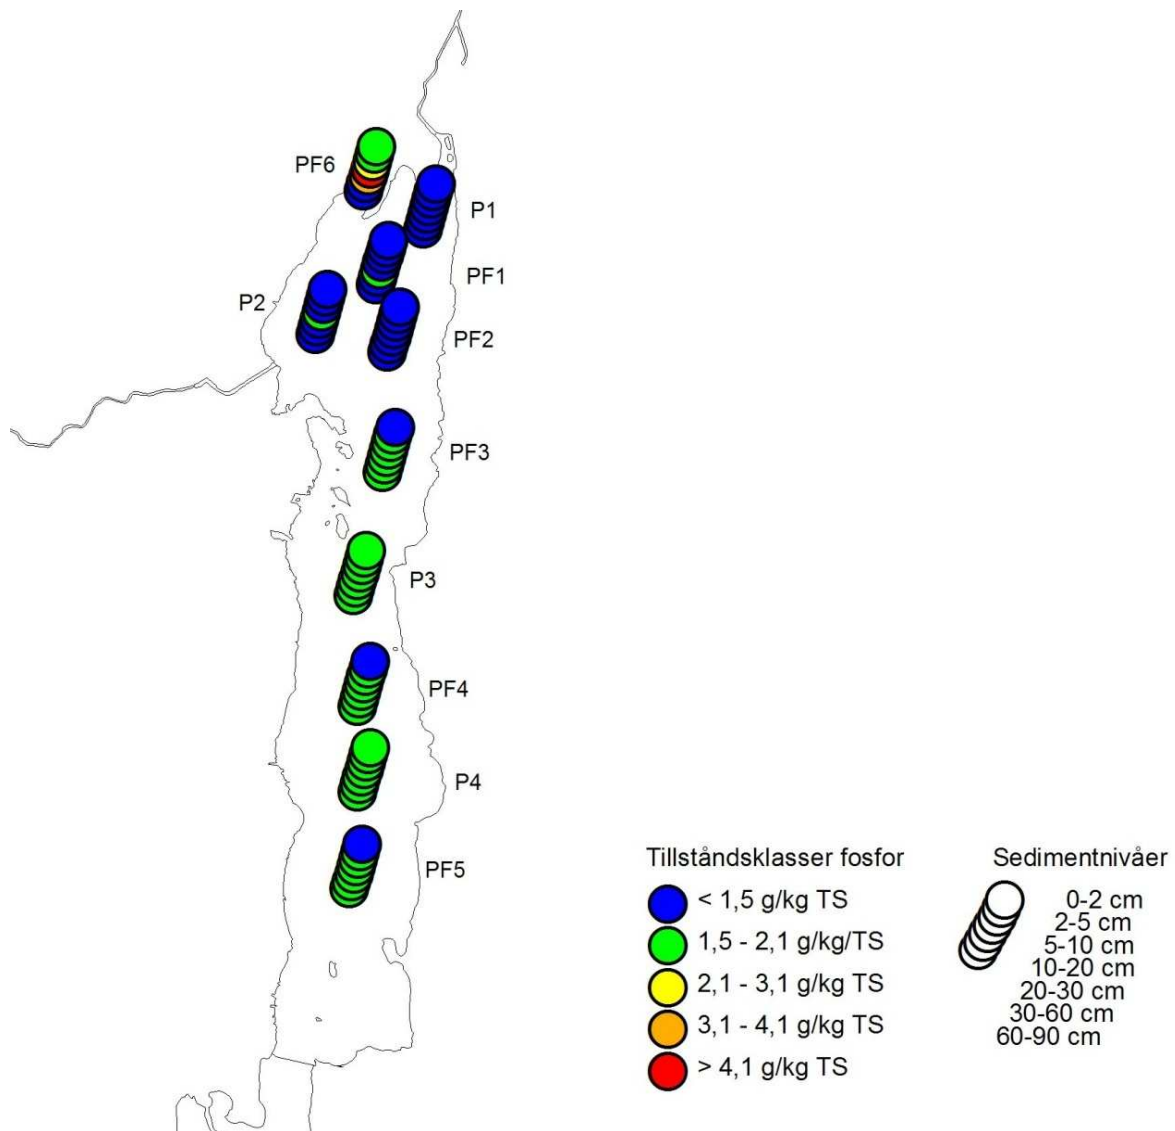 PF6
P1
PF1
P2
PF2
PF3
P3
PF4
P4
PF5
Tillståndsklasser fosfor
< 1,5 g/kg TS
1,5 - 2,1 g/kg/TS
2,1 - 3,1 g/kg TS
3,1 - 4,1 g/kg TS
> 4,1 g/kg TS
Sedimentnivåer
0-2 cm
2-5 cm
5-10 cm
10-20 cm
20-30 cm
30-60 cm
60-90 cm